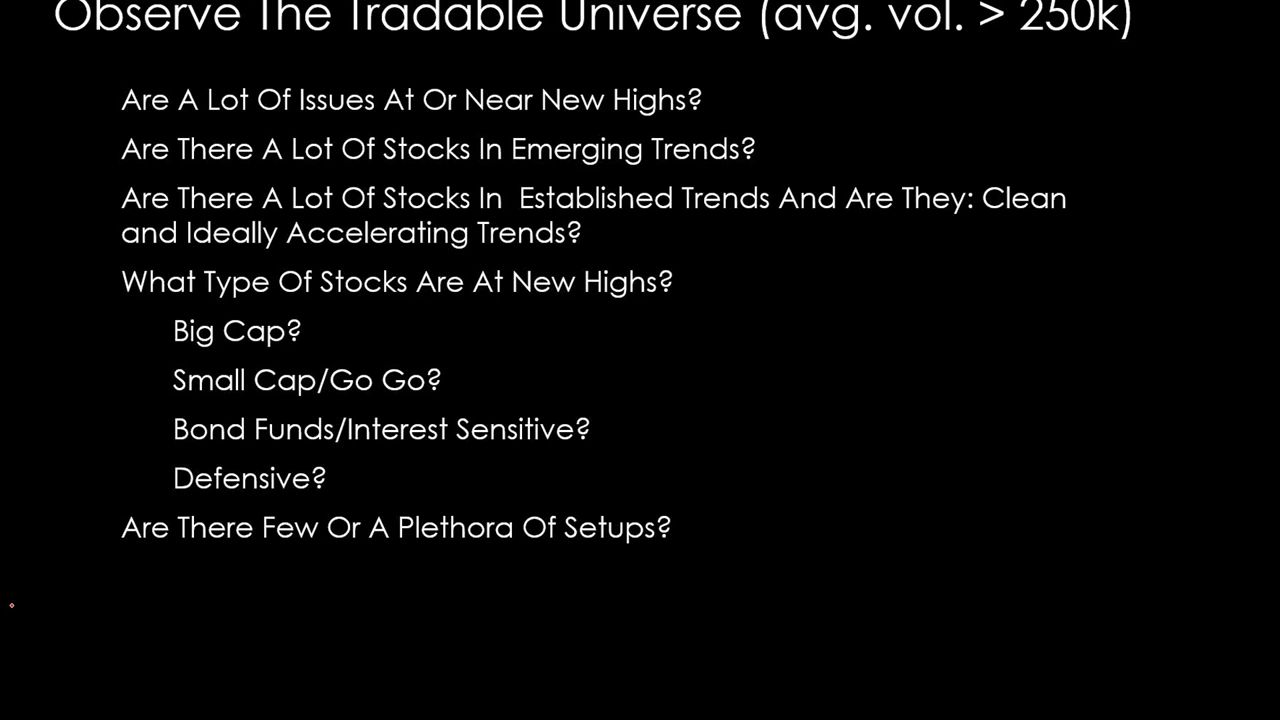 Observe The Tradable Universe (avg. vol. > 250k)
Are A Lot Of Issues At Or Near New Highs?
Are There A Lot Of Stocks In Emerging Trends?
Are There A Lot Of Stocks In  Established Trends And Are They: Clean
and Ideally Accelerating Trends?
What Type Of Stocks Are At New Highs?
Big Cap?
Small Cap/Go Go?
Bond Funds/Interest Sensitive?
Defensive?
Are There Few Or A Plethora Of Setups?